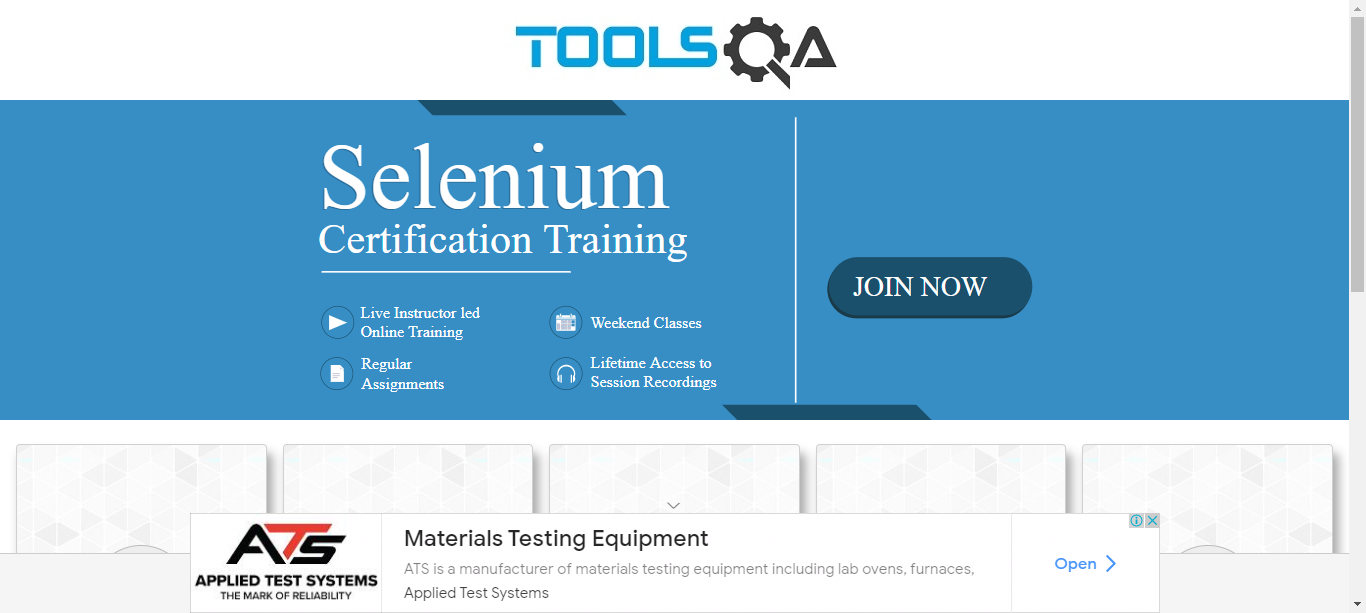 TOOLSQA
Selenium
Certification Training
Live Instructor led
Online Training
Weekend Classes
Regular
Assignments
Lifetime Access to
Session Recordings
JOIN NOW
ATS
APPLIED TEST SYSTEMS
THE MARK OF RELIABILITY
Materials Testing Equipment
ATS is a manufacturer of materials testing equipment including lab ovens, furnaces,
Applied Test Systems
Open